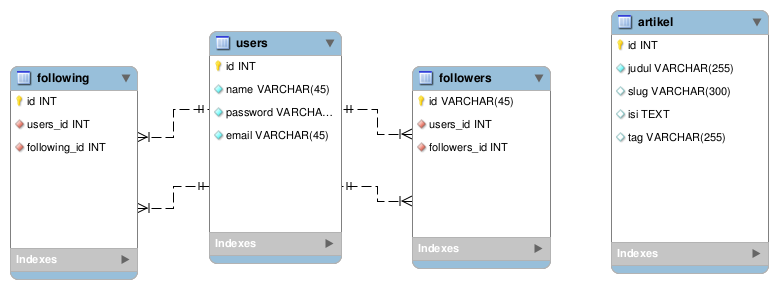 following
id INT
users_id INT
following_id INT
Indexes
users
id INT
name VARCHAR(45)
password VARCHA...
email VARCHAR(45)
Indexes
followers
id VARCHAR(45)
users_id INT
followers_id INT
Indexes
artikel
id INT
judul VARCHAR(255)
slug VARCHAR(300)
isi TEXT
tag VARCHAR(255)
Indexes